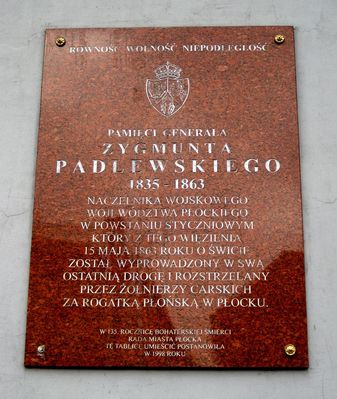 RÓWNOŚĆ WOLNOŚĆ NIEPODLEGŁOŚĆ
PAMIĘCI GENERAŁA
ZYGMUNTA
PADLEWSKIEGO
1835 - 1863
NACZELNIKA WOJSKOWEGO
WOJEWÓDZTWA PŁOCKIEGO
W POWSTANIU STYCZNIOWYM
KTÓRY Z TEGO WIĘZIENIA
15 MAJA 1863 ROKU O ŚWICIE
ZOSTAŁ WYPROWADZONY W SWĄ
OSTATNIĄ DROGĘ I ROZSTRZELANY
PRZEZ ŻOŁNIERZY CARSKICH
ZA ROGATKĄ PŁOŃSKĄ W PŁOCKU.
W 135. ROCZNICĘ BOHATERSKIEJ ŚMIERCI
RADA MIASTA PŁOCKA
TĘ TABLICĘ UMIEŚCIĆ POSTANOWIŁA
W 1998 ROKU